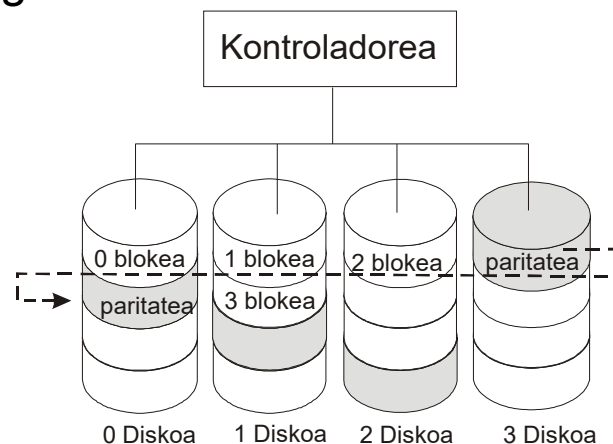 Kontroladorea
0 blokea 1 blokea 2 blokea paritatea
paritatea 3 blokea
0 Diskoa 1 Diskoa 2 Diskoa 3 Diskoa